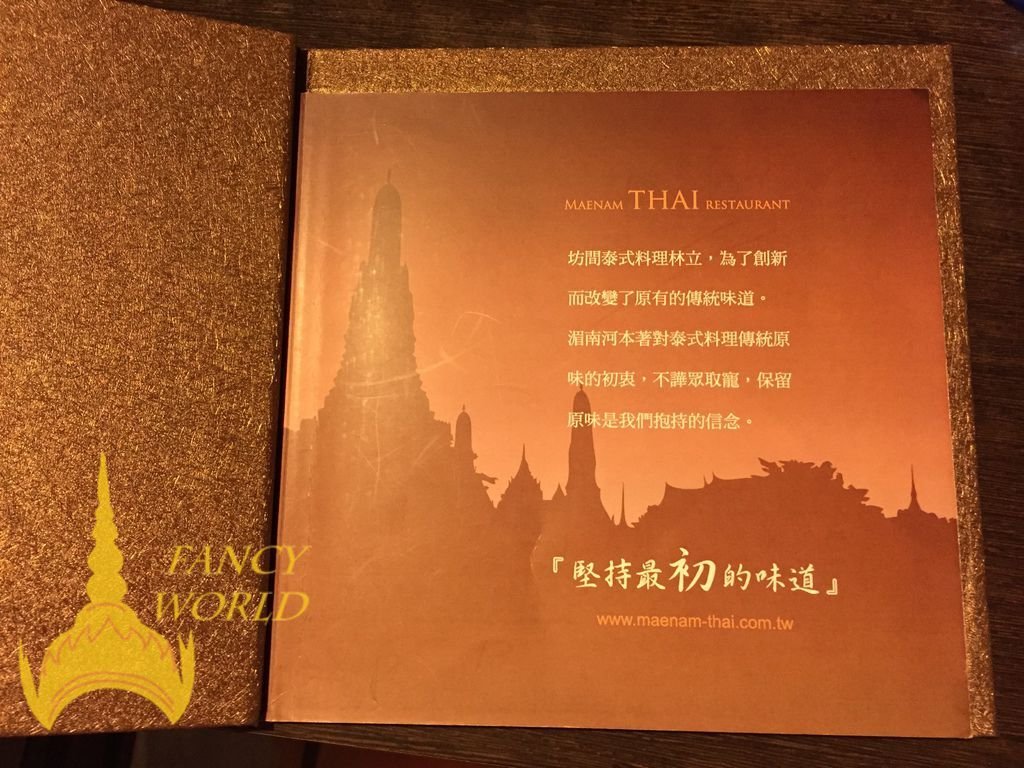 MAENAM THAI RESTAURANT
坊間泰式料理林立，為了創新
而改變了原有的傳統味道。
湄南河本著對泰式料理傳統原
味的初衷，不譁眾取寵，保留
原味是我們抱持的信念。
『堅持最初的味道』
www.maenam-thai.com.tw
FANCY
WORLD